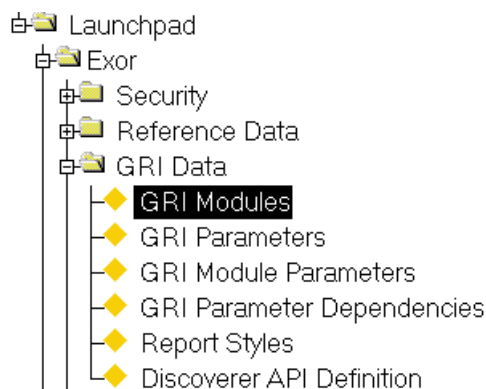 Launchpad
Exor
Security
Reference Data
GRI Data
GRI Modules
GRI Parameters
GRI Module Parameters
GRI Parameter Dependencies
Report Styles
Discoverer API Definition